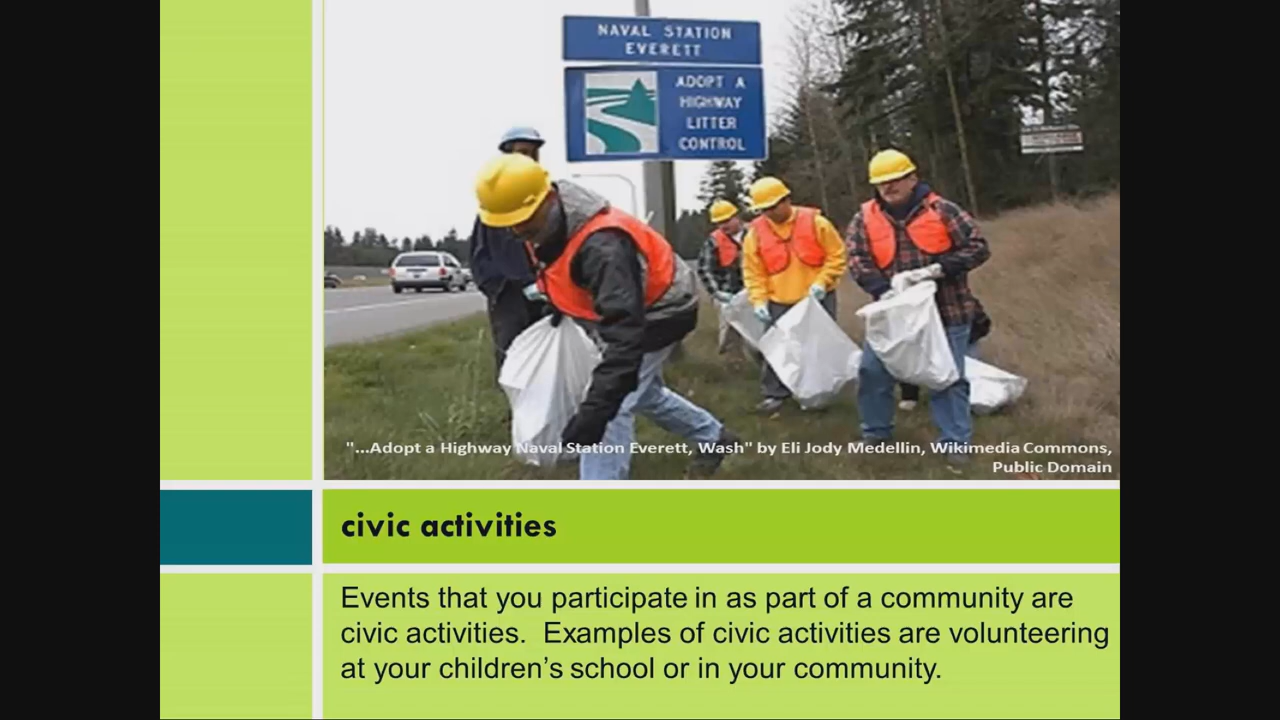 NAVAL STATION
EVERETT
ADOPT A
HIGHWAY
LITTER
CONTROL
"...Adopt a Highway Naval Station Everett, Wash" by Eli Jody Medellin, Wikimedia Commons,
Public Domain
civic activities
Events that you participate in as part of a community are
civic activities.  Examples of civic activities are volunteering
at your children’s school or in your community.